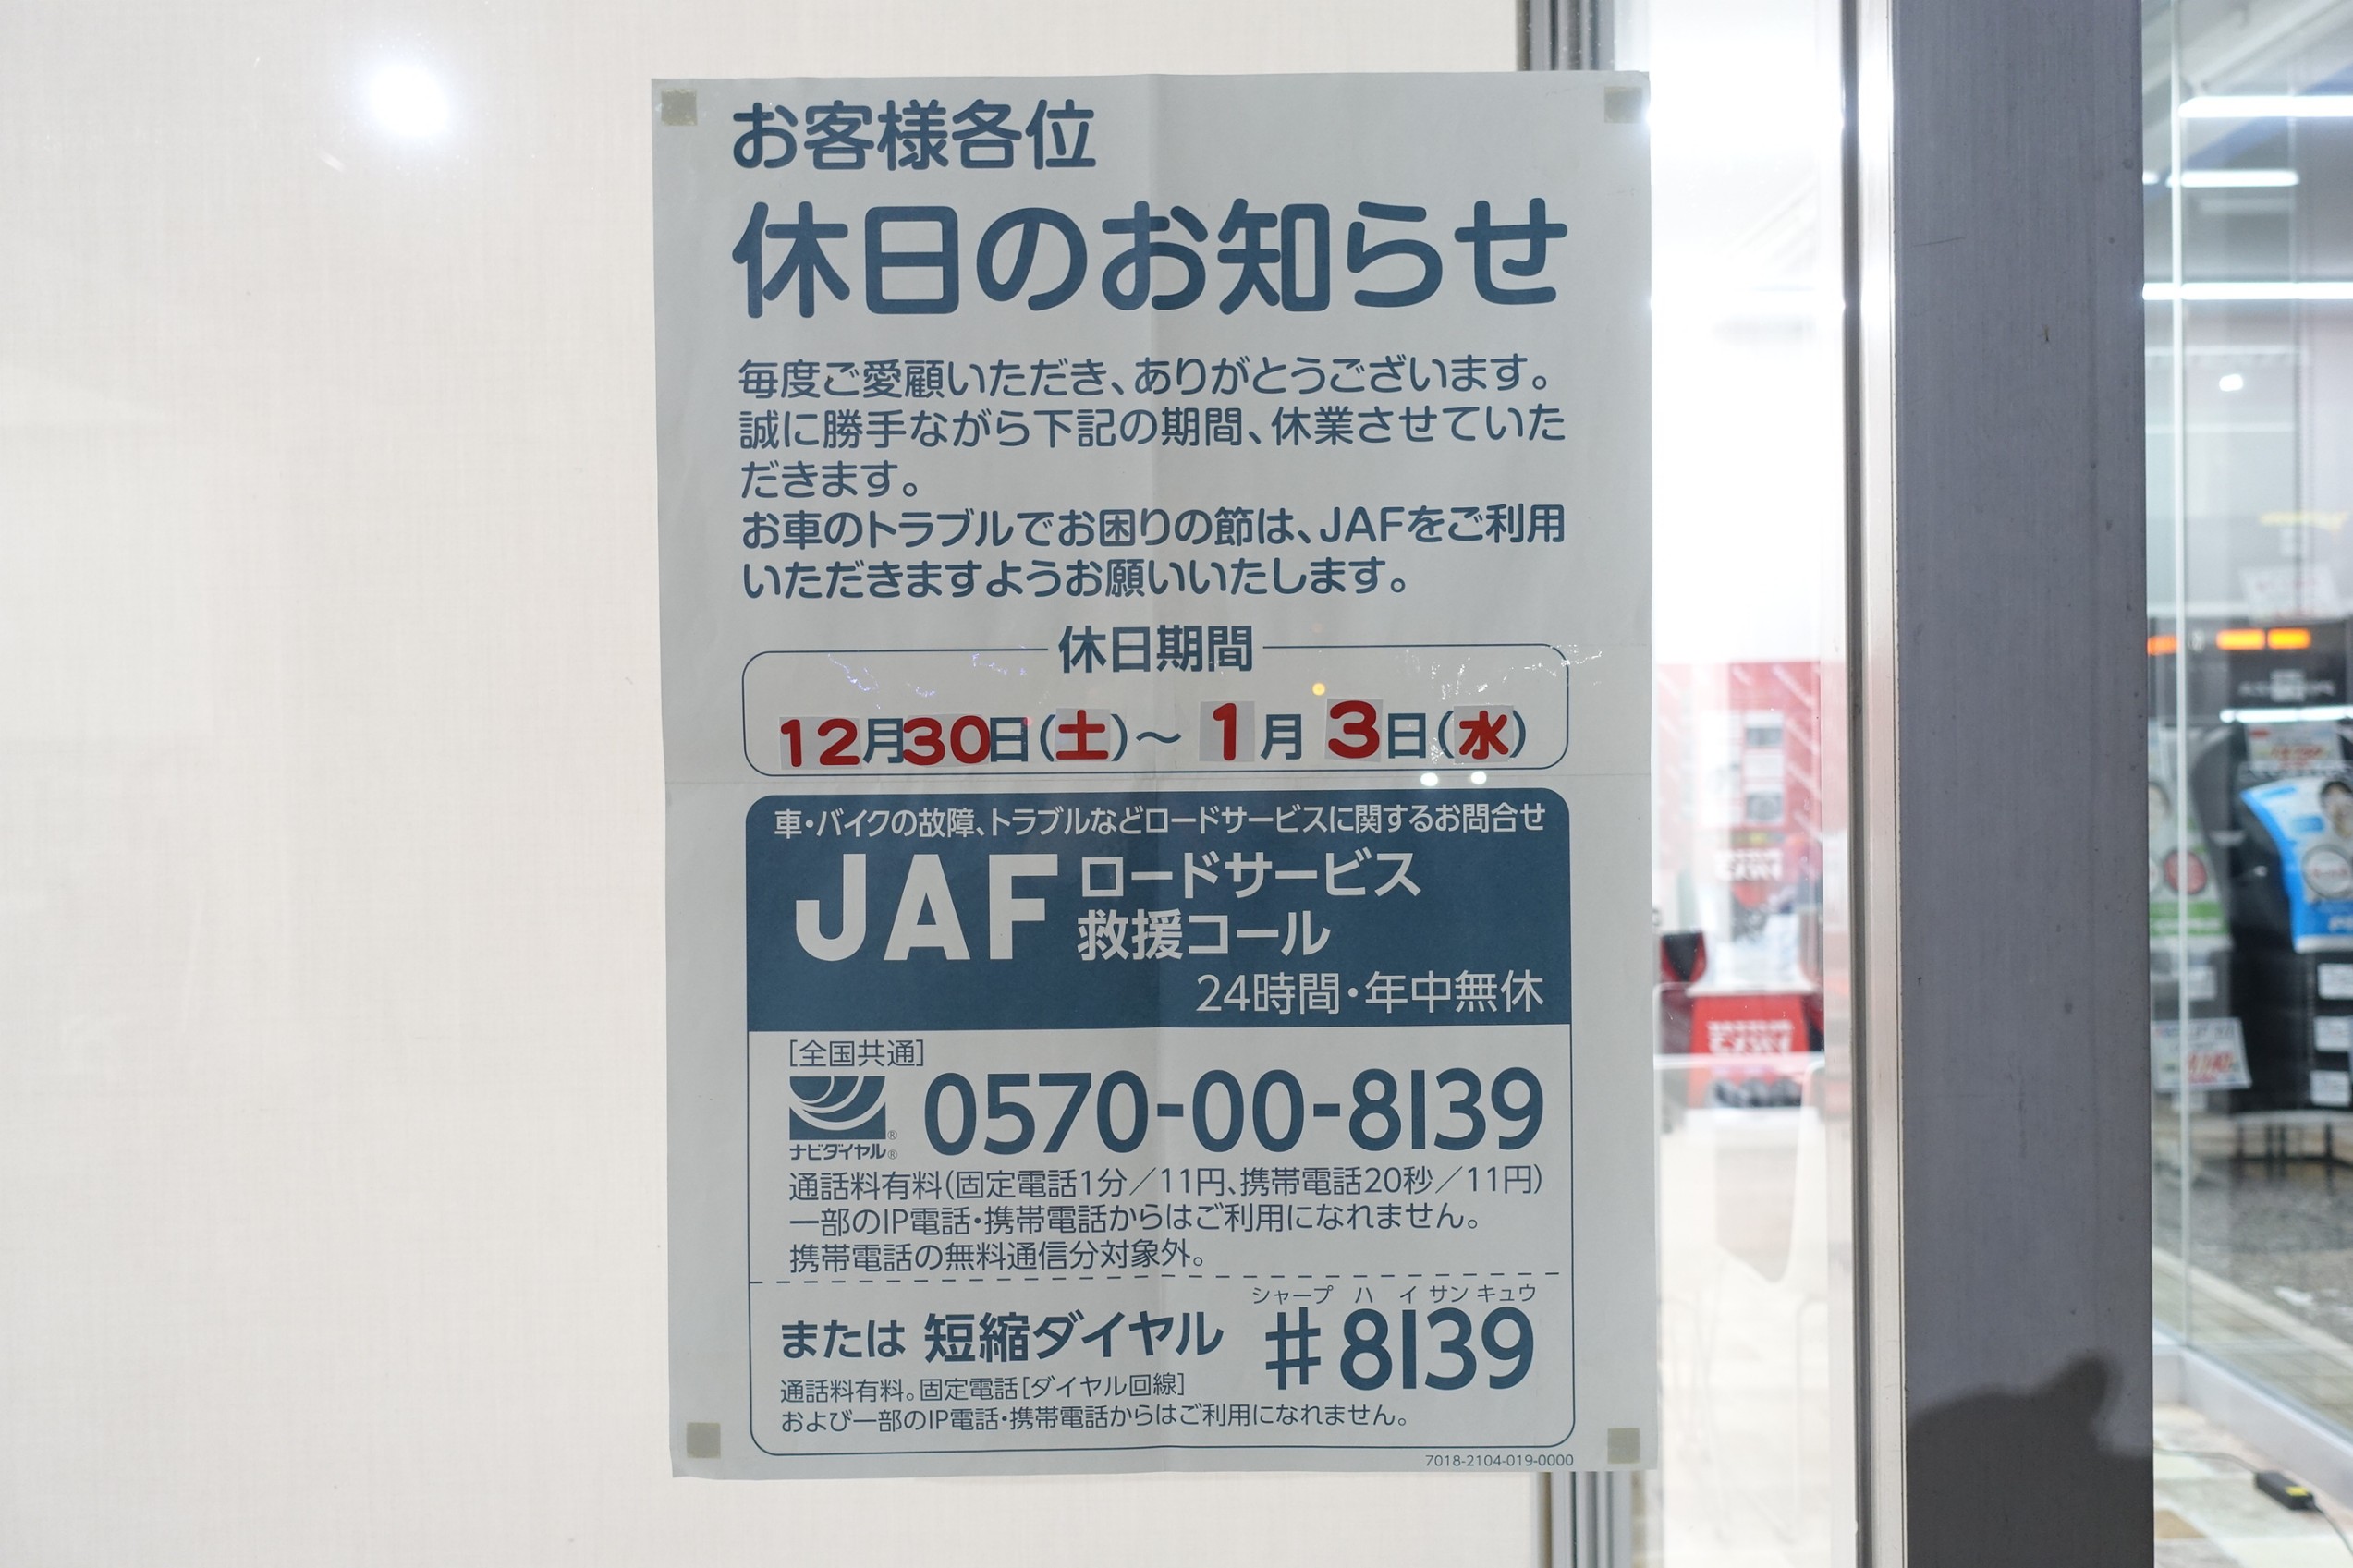 お客様各位
休日のお知らせ
毎度ご愛顧いただき、ありがとうございます。
誠に勝手ながら下記の期間、休業させていた
だきます。
お車のトラブルでお困りの節は、JAFをご利用
いただきますようお願いいたします。
休日期間
12月30日(土)～ 1月 3日(水)
車・バイクの故障、トラブルなどロードサービスに関するお問合せ
JAF ロードサービス
救援コール
24時間・年中無休
[全国共通]
ナビダイヤル® 0570-00-8139
通話料有料(固定電話1分／11円、携帯電話20秒／11円)
一部のIP電話・携帯電話からはご利用になれません。
携帯電話の無料通信分対象外。
シャープ ハ イ サン キュウ
または 短縮ダイヤル #8139
通話料有料。固定電話[ダイヤル回線]
および一部のIP電話・携帯電話からはご利用になれません。
7018-2104-019-0000